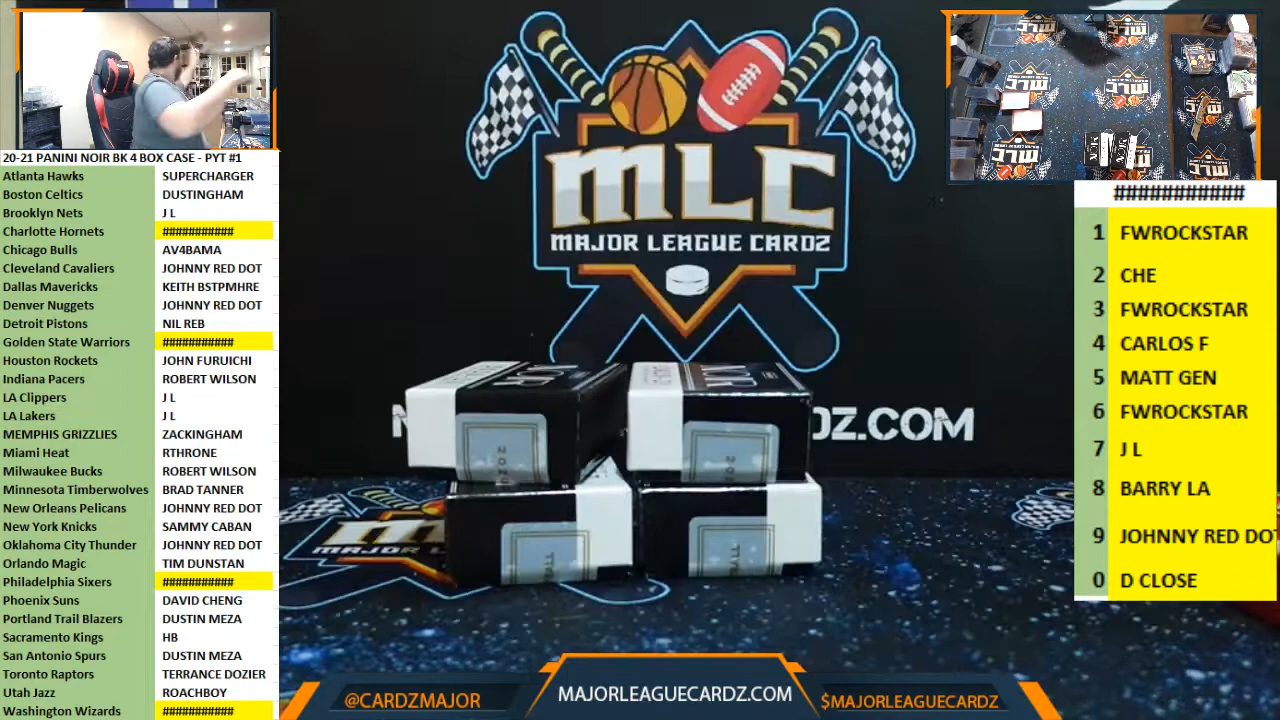 20-21 PANINI NOIR BK 4 BOX CASE - PYT #1
Atlanta Hawks SUPERCHARGER
Boston Celtics DUSTINGHAM
Brooklyn Nets J L
Charlotte Hornets ###########
Chicago Bulls AV4BAMA
Cleveland Cavaliers JOHNNY RED DOT
Dallas Mavericks KEITH BSTPMHRE
Denver Nuggets JOHNNY RED DOT
Detroit Pistons NIL REB
Golden State Warriors ###########
Houston Rockets JOHN FURUICHI
Indiana Pacers ROBERT WILSON
LA Clippers J L
LA Lakers J L
MEMPHIS GRIZZLIES ZACKINGHAM
Miami Heat RTHRONE
Milwaukee Bucks ROBERT WILSON
Minnesota Timberwolves BRAD TANNER
New Orleans Pelicans JOHNNY RED DOT
New York Knicks SAMMY CABAN
Oklahoma City Thunder JOHNNY RED DOT
Orlando Magic TIM DUNSTAN
Philadelphia Sixers ###########
Phoenix Suns DAVID CHENG
Portland Trail Blazers DUSTIN MEZA
Sacramento Kings HB
San Antonio Spurs DUSTIN MEZA
Toronto Raptors TERRANCE DOZIER
Utah Jazz ROACHBOY
Washington Wizards ###########
MLC
MAJOR LEAGUE CARDZ
NOIR
NOIR
DZ.COM
MAJOR
@CARDZMAJOR
MAJORLEAGUECARDZ.COM
$MAJORLEAGUECARDZ
###########
1 FWROCKSTAR
2 CHE
3 FWROCKSTAR
4 CARLOS F
5 MATT GEN
6 FWROCKSTAR
7 J L
8 BARRY LA
9 JOHNNY RED DOT
0 D CLOSE